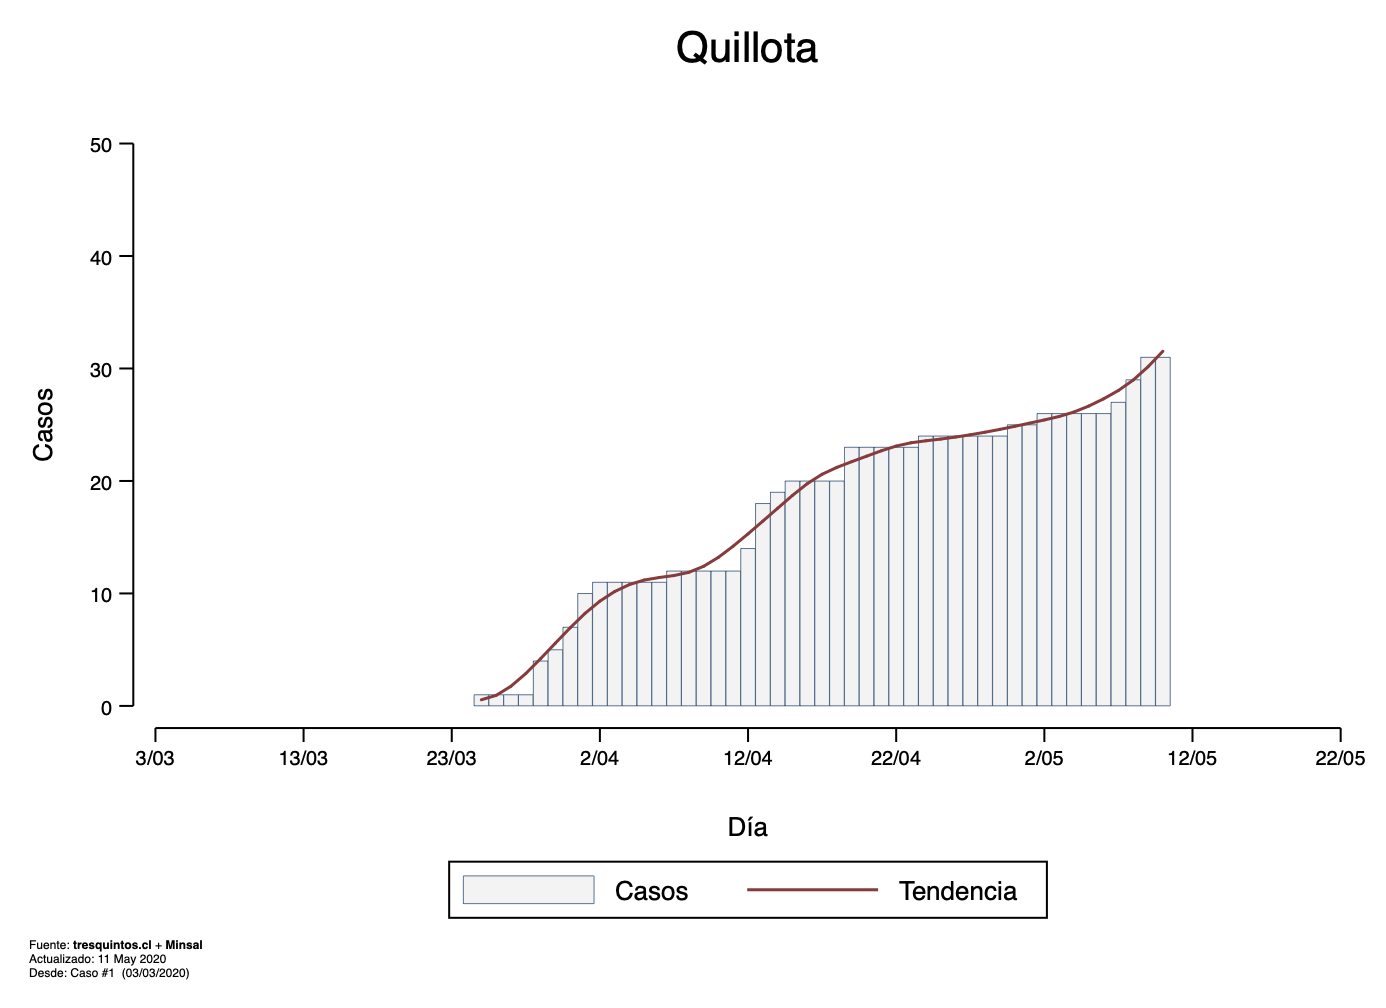 Quillota
50
40
30
20
10
0
Casos
3/03 13/03 23/03 2/04 12/04 22/04 2/05 12/05 22/05
Día
Casos Tendencia
Fuente: tresquintos.cl + Minsal
Actualizado: 11 May 2020
Desde: Caso #1 (03/03/2020)